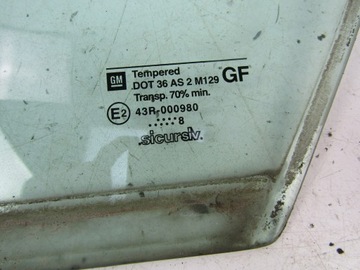 GM
Tempered
DOT 36 AS 2 M129 GF
Transp. 70% min.
E2 43R-000980
.....8
sicursiv.